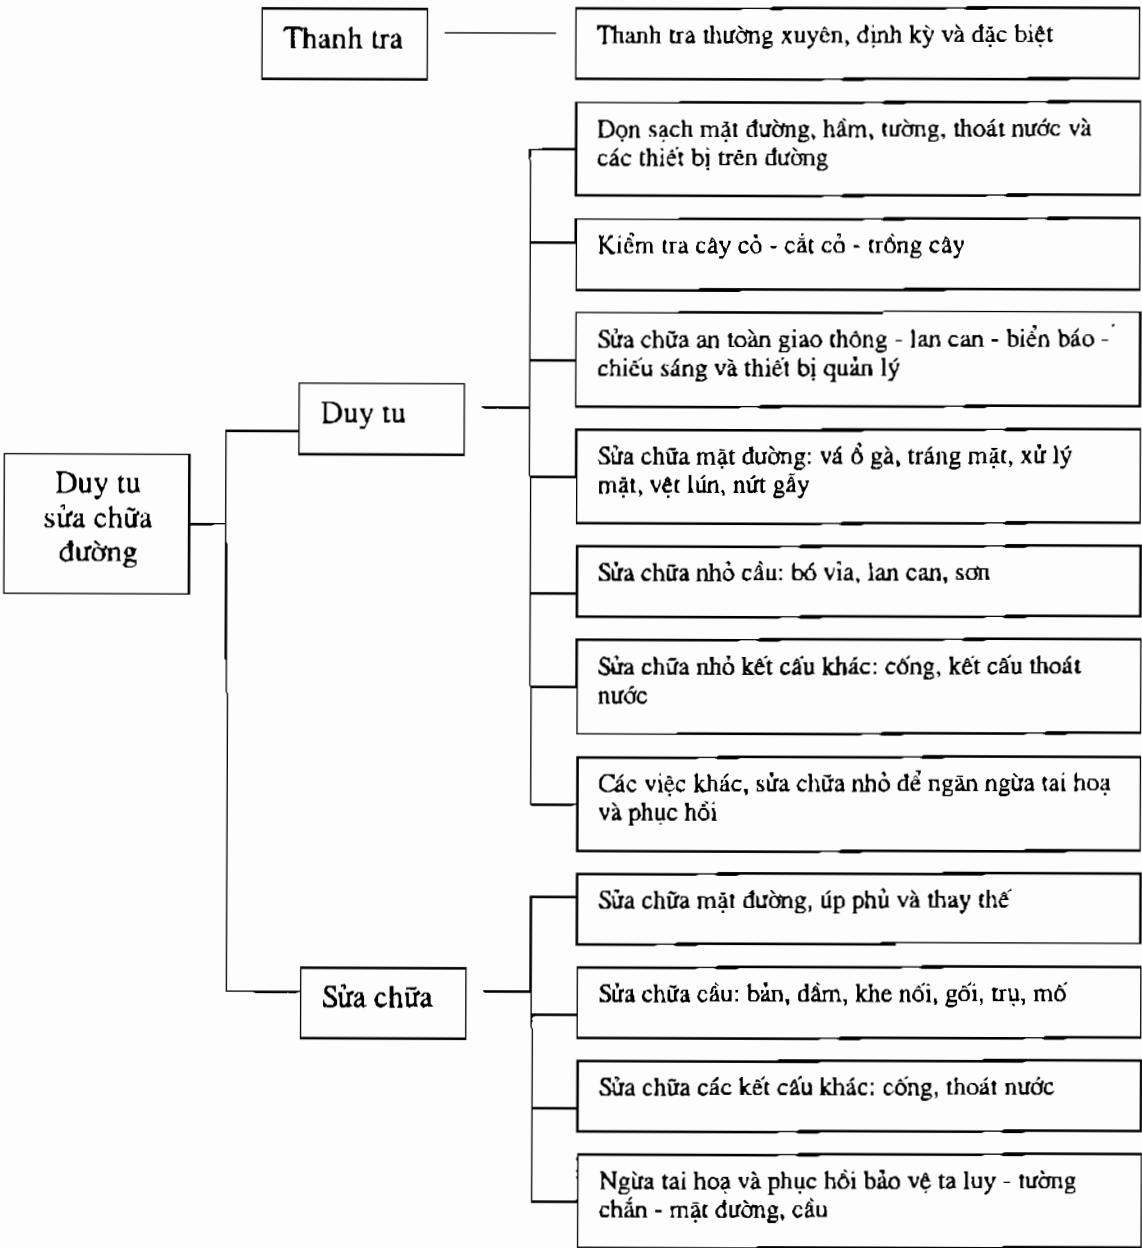 Thanh tra
Thanh tra thường xuyên, định kỳ và đặc biệt
Dọn sạch mặt đường, hầm, tường, thoát nước và
các thiết bị trên đường
Kiểm tra cây cỏ - cắt cỏ - trồng cây
Sửa chữa an toàn giao thông - lan can - biển báo -
chiếu sáng và thiết bị quản lý
Duy tu
Sửa chữa mặt đường: vá ổ gà, tráng mặt, xử lý
mặt, vệt lún, nứt gẫy
Duy tu
sửa chữa
đường
Sửa chữa nhỏ cầu: bó vỉa, lan can, sơn
Sửa chữa nhỏ kết cấu khác: cống, kết cấu thoát
nước
Các việc khác, sửa chữa nhỏ để ngăn ngừa tai hoạ
và phục hồi
Sửa chữa
Sửa chữa mặt đường, úp phủ và thay thế
Sửa chữa cầu: bản, dầm, khe nối, gối, trụ, mố
Sửa chữa các kết cấu khác: cống, thoát nước
Ngừa tai hoạ và phục hồi bảo vệ ta luy - tường
chắn - mặt đường, cầu